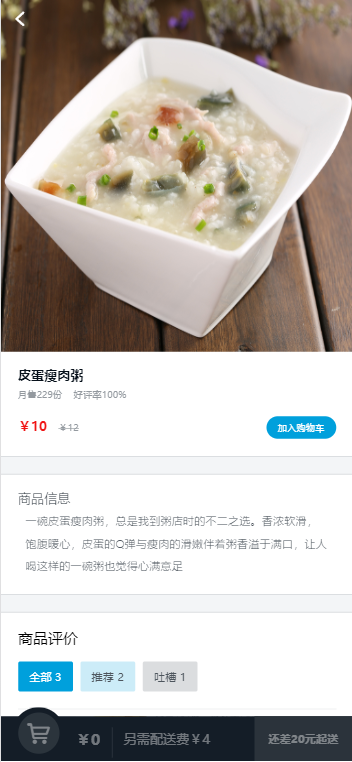 皮蛋瘦肉粥
月售229份 好评率100%
￥10 ￥12 加入购物车
商品信息
一碗皮蛋瘦肉粥，总是我到粥店时的不二之选。香浓软滑，
饱腹暖心，皮蛋的Q弹与瘦肉的滑嫩伴着粥香溢于满口，让人
喝这样的一碗粥也觉得心满意足
商品评价
全部 3 推荐 2 吐槽 1
￥0 另需配送费￥4 还差20元起送